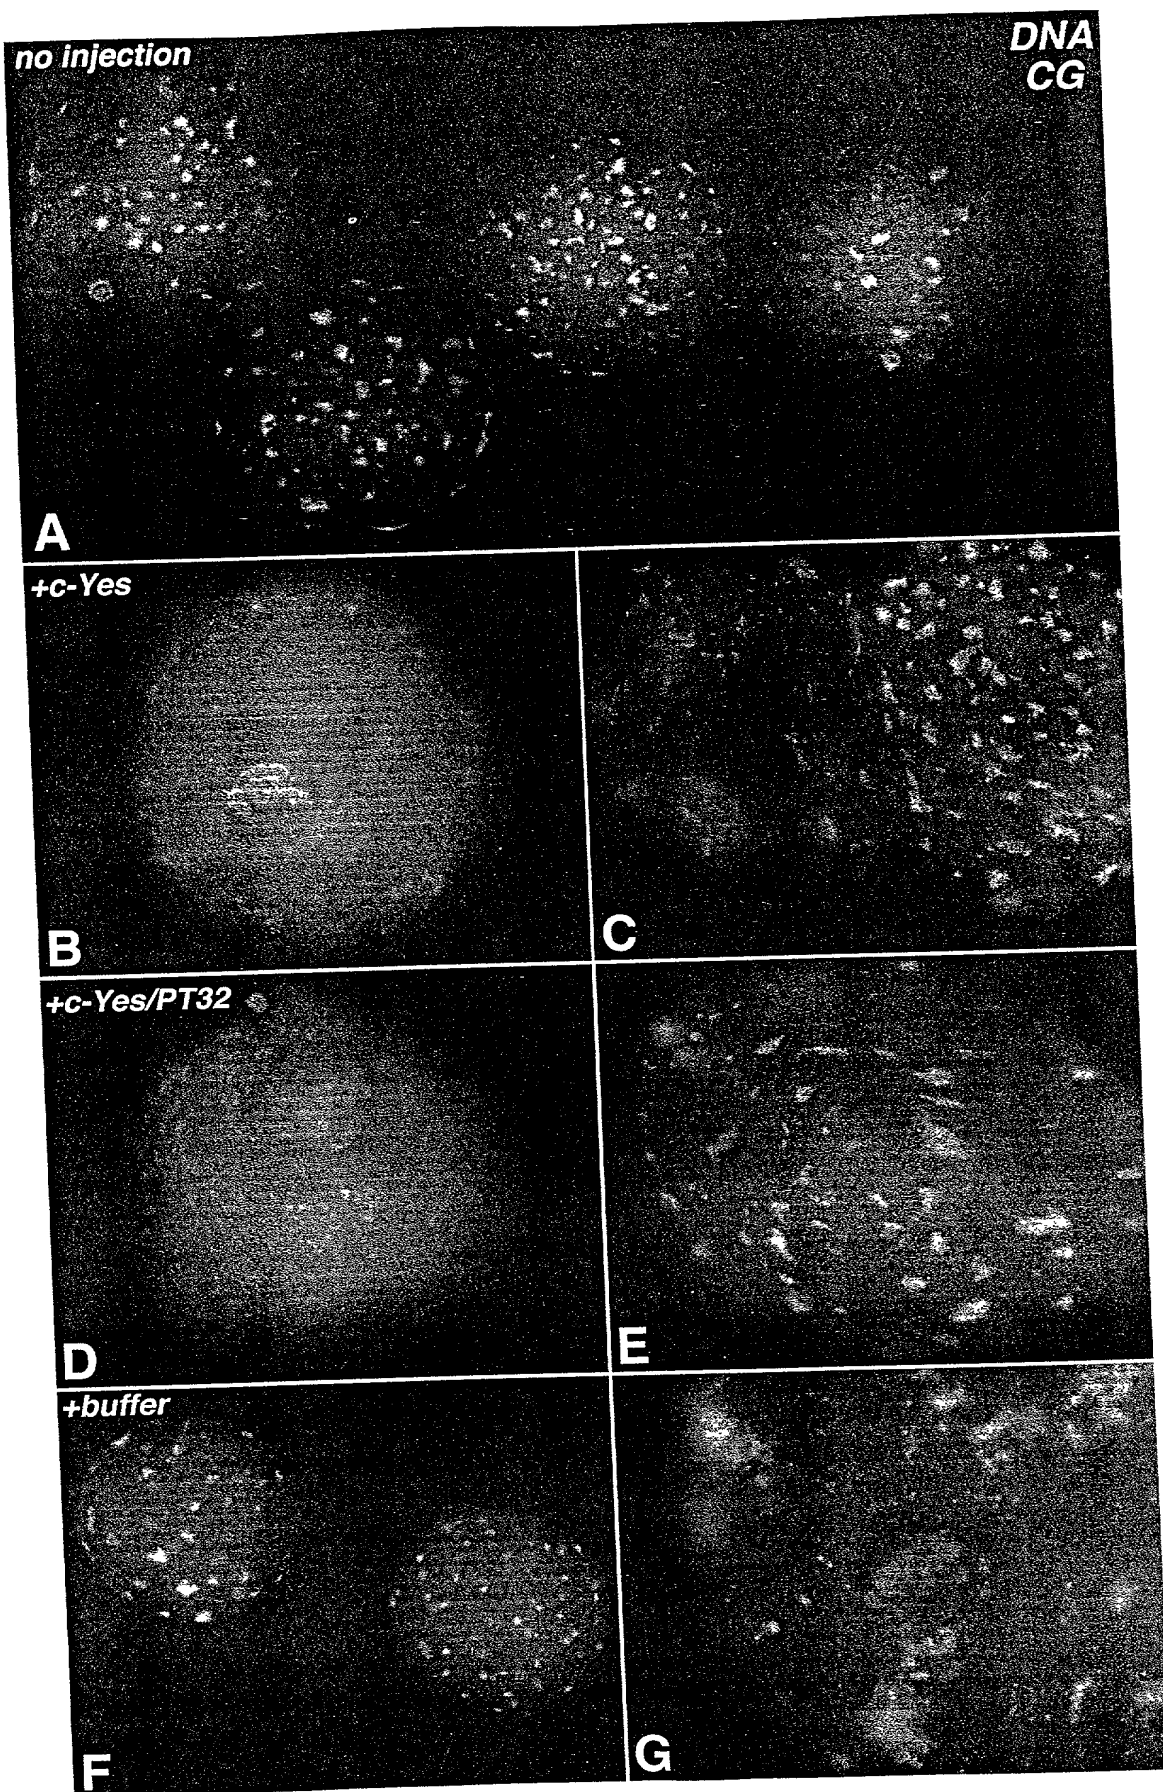 no injection
DNA
CG
A
+c-Yes
B
C
+c-Yes/PT32
D
E
+buffer
F
G